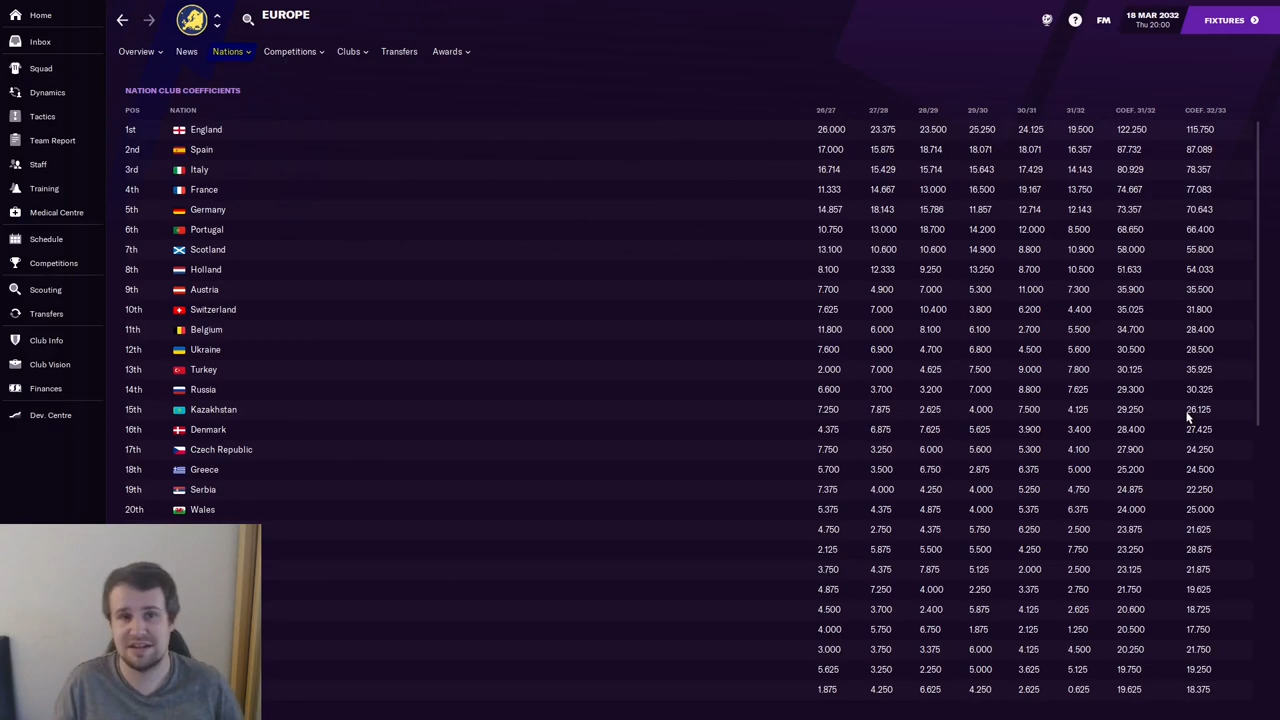 Home
Inbox
Squad
Dynamics
Tactics
Team Report
Staff
Training
Medical Centre
Schedule
Competitions
Scouting
Transfers
Club Info
Club Vision
Finances
Dev. Centre
EUROPE
FM
18 MAR 2032
Thu 20:00
FIXTURES
Overview News Nations Competitions Clubs Transfers Awards
NATION CLUB COEFFICIENTS
POS NATION 26/27 27/28 28/29 29/30 30/31 31/32 COEF. 31/32 COEF. 32/33
1st England 26.000 23.375 23.500 25.250 24.125 19.500 122.250 115.750
2nd Spain 17.000 15.875 18.714 18.071 18.071 16.357 87.732 87.089
3rd Italy 16.714 15.429 15.714 15.643 17.429 14.143 80.929 78.357
4th France 11.333 14.667 13.000 16.500 19.167 13.750 74.667 77.083
5th Germany 14.857 18.143 15.786 11.857 12.714 12.143 73.357 70.643
6th Portugal 10.750 13.000 18.700 14.200 12.000 8.500 68.650 66.400
7th Scotland 13.100 10.600 10.600 14.900 8.800 10.900 58.000 55.800
8th Holland 8.100 12.333 9.250 13.250 8.700 10.500 51.633 54.033
9th Austria 7.700 4.900 7.000 5.300 11.000 7.300 35.900 35.500
10th Switzerland 7.625 7.000 10.400 3.800 6.200 4.400 35.025 31.800
11th Belgium 11.800 6.000 8.100 6.100 2.700 5.500 34.700 28.400
12th Ukraine 7.600 6.900 4.700 6.800 4.500 5.600 30.500 28.500
13th Turkey 2.000 7.000 4.625 7.500 9.000 7.800 30.125 35.925
14th Russia 6.600 3.700 3.200 7.000 8.800 7.625 29.300 30.325
15th Kazakhstan 7.250 7.875 2.625 4.000 7.500 4.125 29.250 26.125
16th Denmark 4.375 6.875 7.625 5.625 3.900 3.400 28.400 27.425
17th Czech Republic 7.750 3.250 6.000 5.600 5.300 4.100 27.900 24.250
18th Greece 5.700 3.500 6.750 2.875 6.375 5.000 25.200 24.500
19th Serbia 7.375 4.000 4.250 4.000 5.250 4.750 24.875 22.250
20th Wales 5.375 4.375 4.875 4.000 5.375 6.375 24.000 25.000
4.750 2.750 4.375 5.750 6.250 2.500 23.875 21.625
2.125 5.875 5.500 5.500 4.250 7.750 23.250 28.875
3.750 4.375 7.875 5.125 2.000 2.500 23.125 21.875
4.875 7.250 4.000 2.250 3.375 2.750 21.750 19.625
4.500 3.700 2.400 5.875 4.125 2.625 20.600 18.725
4.000 5.750 6.750 1.875 2.125 1.250 20.500 17.750
3.000 3.750 3.375 6.000 4.125 4.500 20.250 21.750
5.625 3.250 2.250 5.000 3.625 5.125 19.750 19.250
1.875 4.250 6.625 4.250 2.625 0.625 19.625 18.375